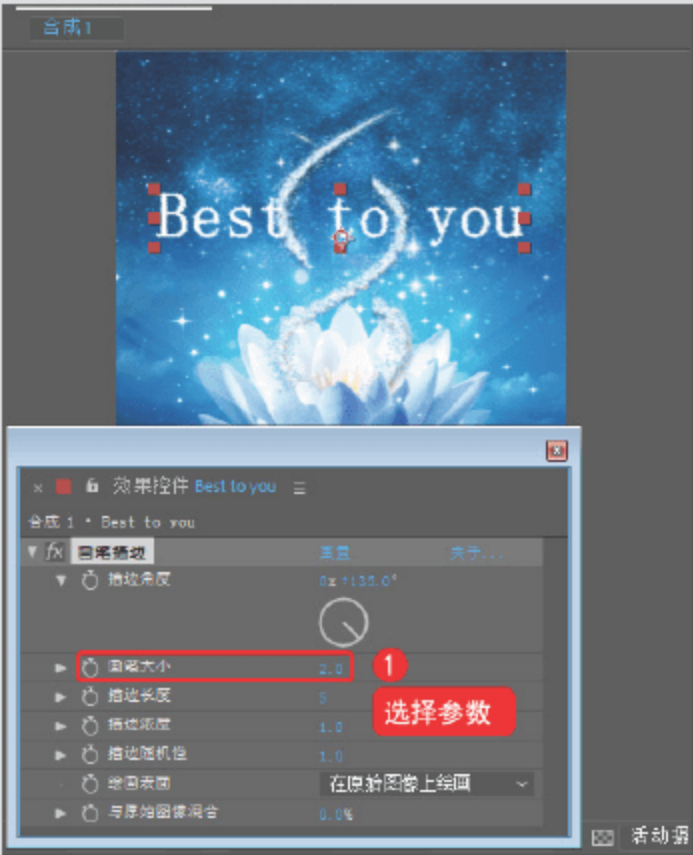 合成 1
Best to you
效果控件 Best to you
合成 1 • Best to you
fx 画笔描边 重置 关于...
描边角度 0x +135.0°
画笔大小 2.0
1
描边长度 5
选择参数
描边浓度 1.0
描边随机性 1.0
绘画表面 在原始图像上绘画
与原始图像混合 0.0%
活动摄